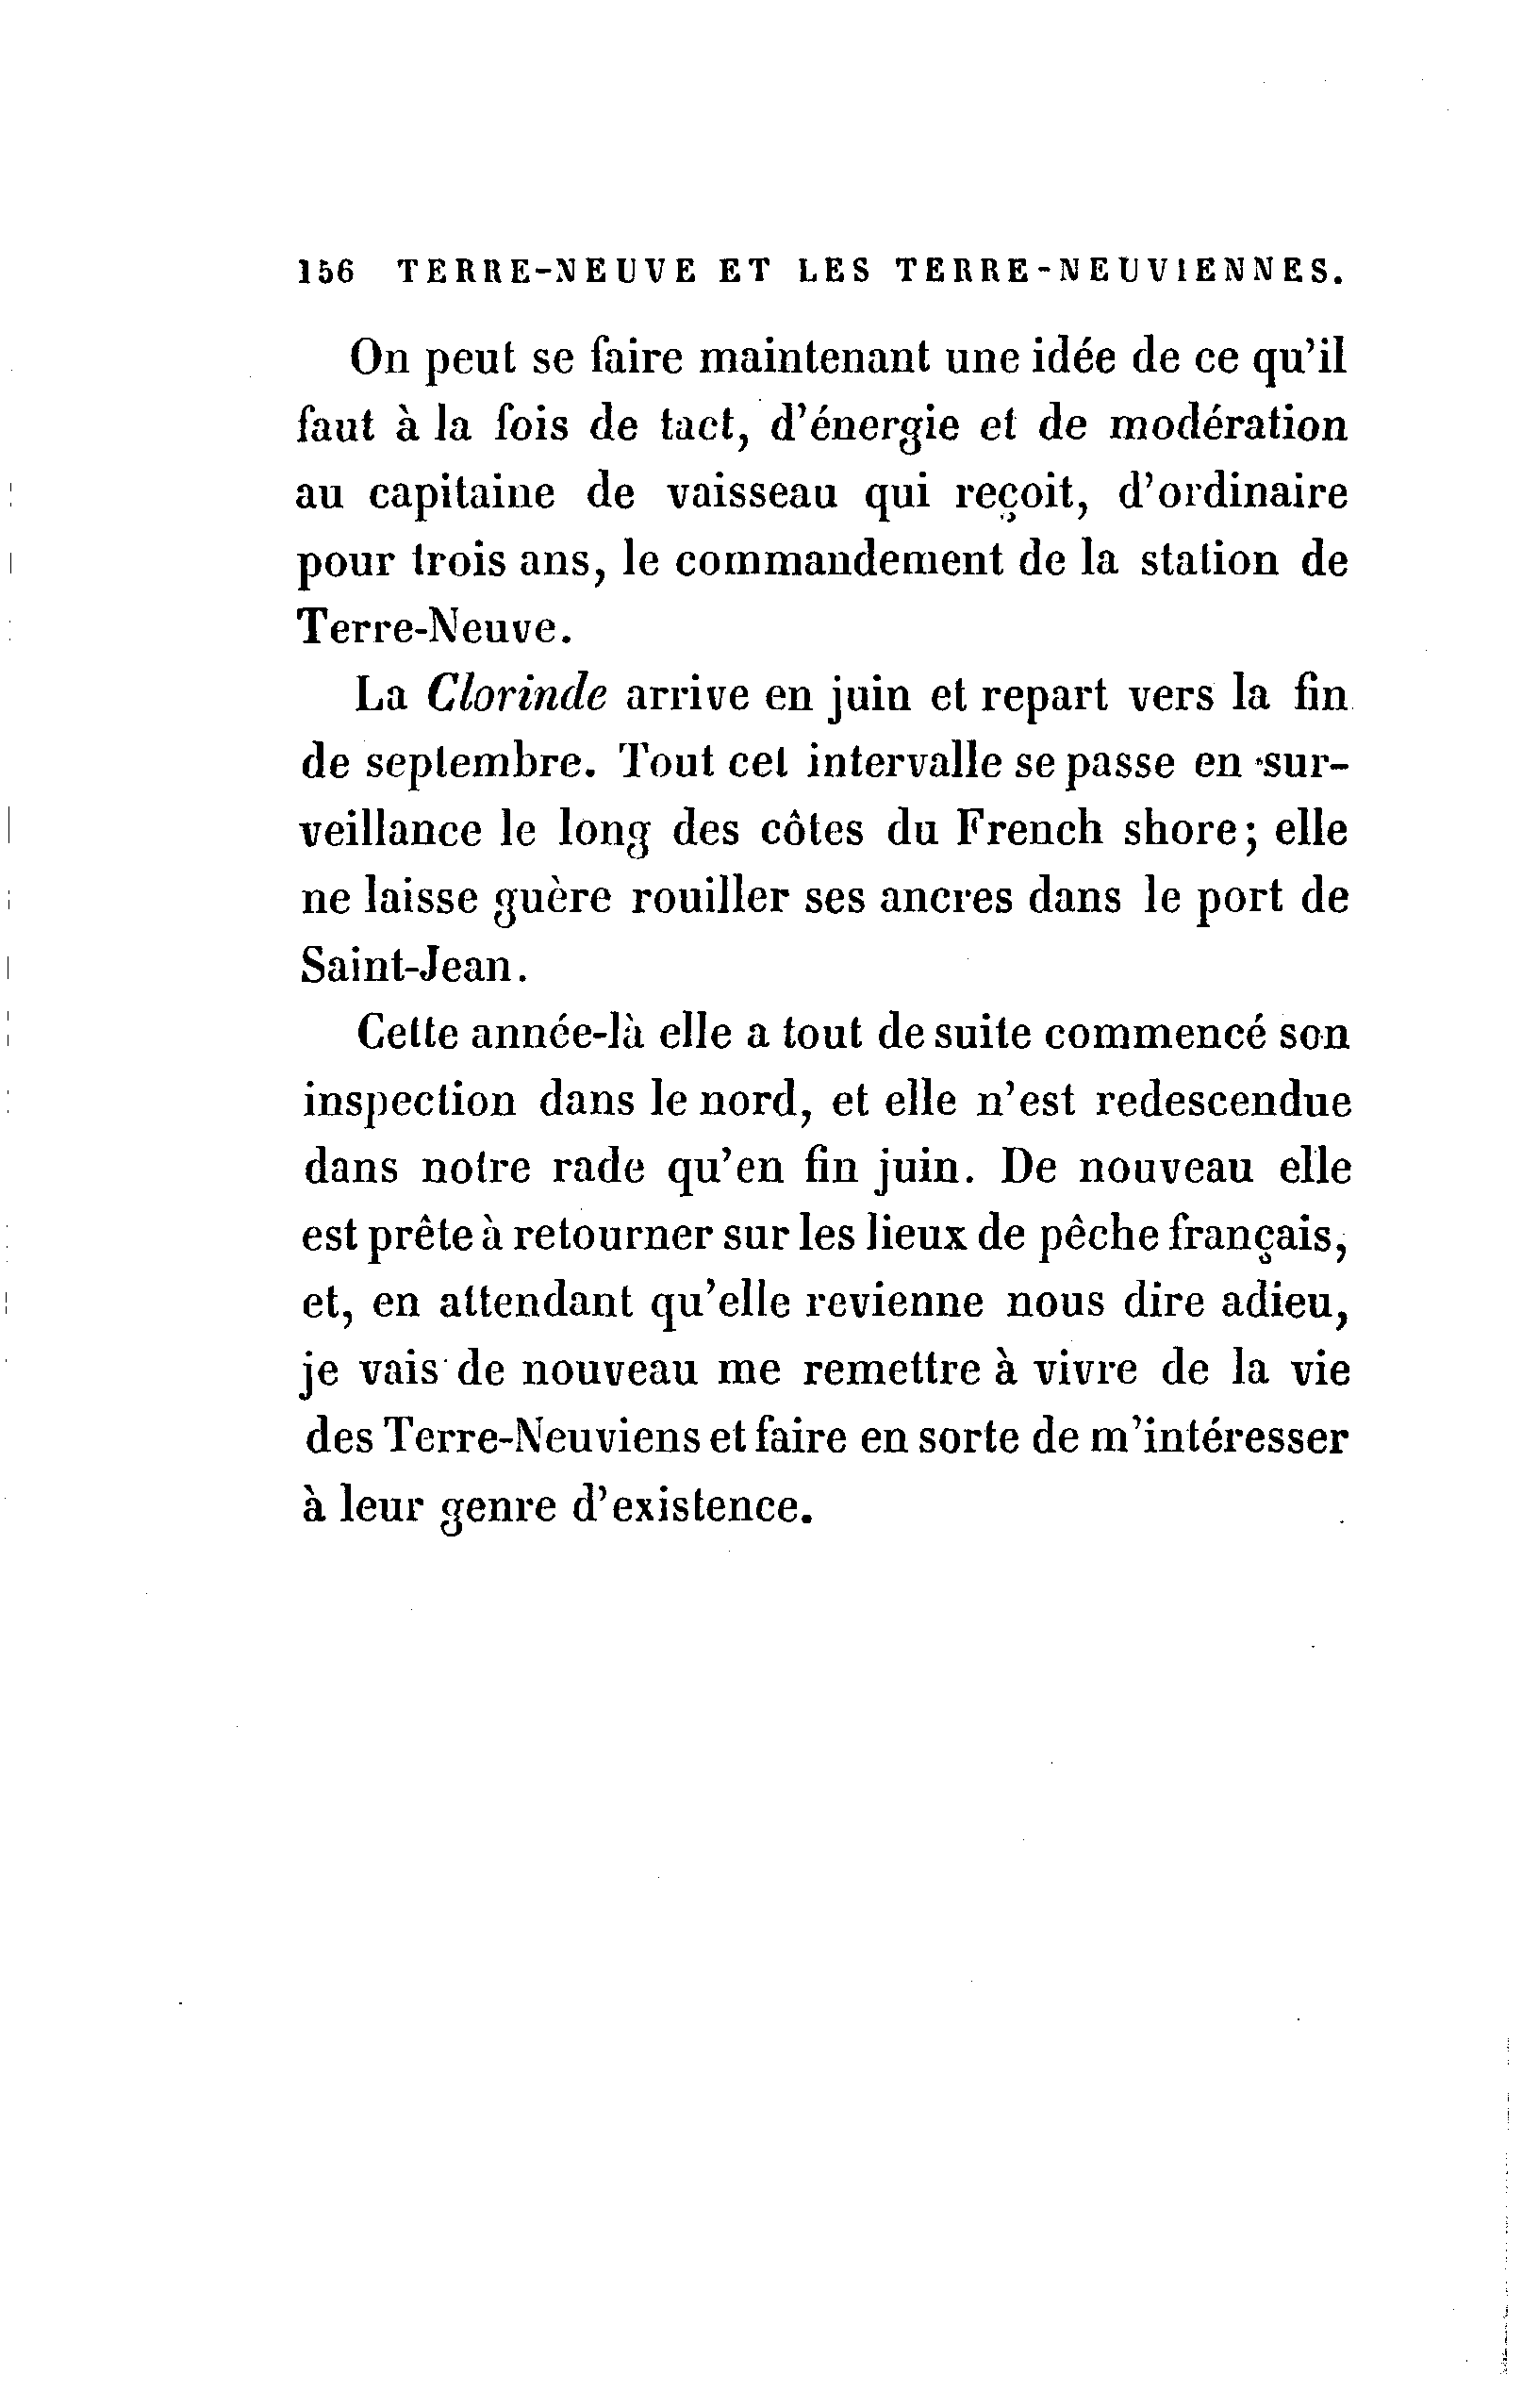 156 TERRE-NEUVE ET LES TERRE-NEUVIENNES.
On peut se faire maintenant une idée de ce qu'il
faut à la fois de tact, d'énergie et de modération
au capitaine de vaisseau qui reçoit, d'ordinaire
pour trois ans, le commandement de la station de
Terre-Neuve.
La Clorinde arrive en juin et repart vers la fin
de septembre. Tout cet intervalle se passe en sur-
veillance le long des côtes du French shore; elle
ne laisse guère rouiller ses ancres dans le port de
Saint-Jean.
Cette année-là elle a tout de suite commencé son
inspection dans le nord, et elle n'est redescendue
dans notre rade qu'en fin juin. De nouveau elle
est prête à retourner sur les lieux de pêche français,
et, en attendant qu'elle revienne nous dire adieu,
je vais de nouveau me remettre à vivre de la vie
des Terre-Neuviens et faire en sorte de m'intéresser
à leur genre d'existence.